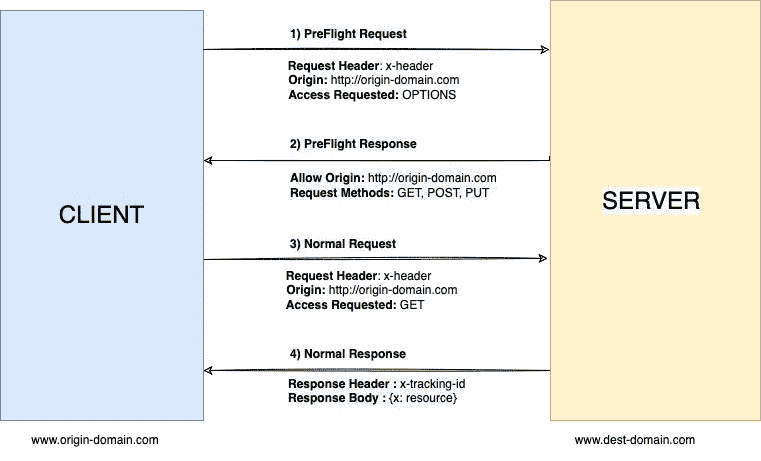 1) PreFlight Request
Request Header: x-header
Origin: http://origin-domain.com
Access Requested: OPTIONS
2) PreFlight Response
Allow Origin: http://origin-domain.com
Request Methods: GET, POST, PUT
CLIENT
SERVER
3) Normal Request
Request Header: x-header
Origin: http://origin-domain.com
Access Requested: GET
4) Normal Response
Response Header : x-tracking-id
Response Body : {x: resource}
www.origin-domain.com
www.dest-domain.com